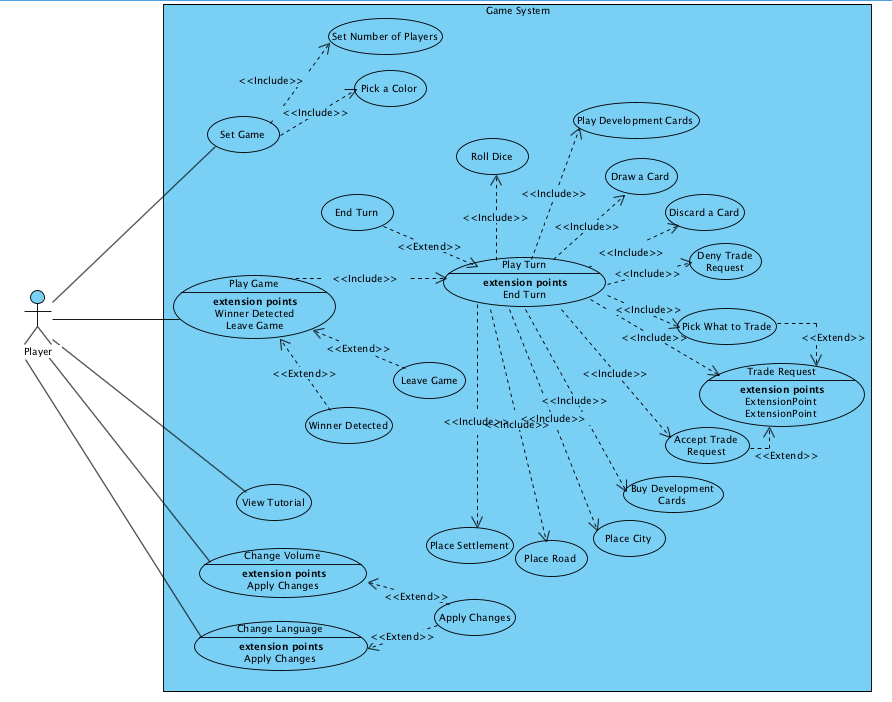 Game System
Set Number of Players
<<Include>>
Pick a Color
<<Include>>
Set Game
Play Development Cards
Roll Dice
Draw a Card
<<Include>>
End Turn
<<Include>>
<<Include>>
Discard a Card
<<Extend>>
<<Include>>
Deny Trade
Request
Play Turn
extension points
End Turn
<<Include>>
Play Game
extension points
Winner Detected
Leave Game
<<Include>>
<<Include>>
Pick What to Trade
<<Include>>
<<Extend>>
Player
<<Extend>>
Leave Game
<<Extend>>
Winner Detected
<<Include>>
Trade Request
extension points
ExtensionPoint
ExtensionPoint
<<Include>>
<<Include>>
<<Include>>
<<Include>>
Accept Trade
Request
<<Extend>>
View Tutorial
Buy Development
Cards
Place Settlement
Place Road
Place City
Change Volume
extension points
Apply Changes
<<Extend>>
Apply Changes
<<Extend>>
Change Language
extension points
Apply Changes